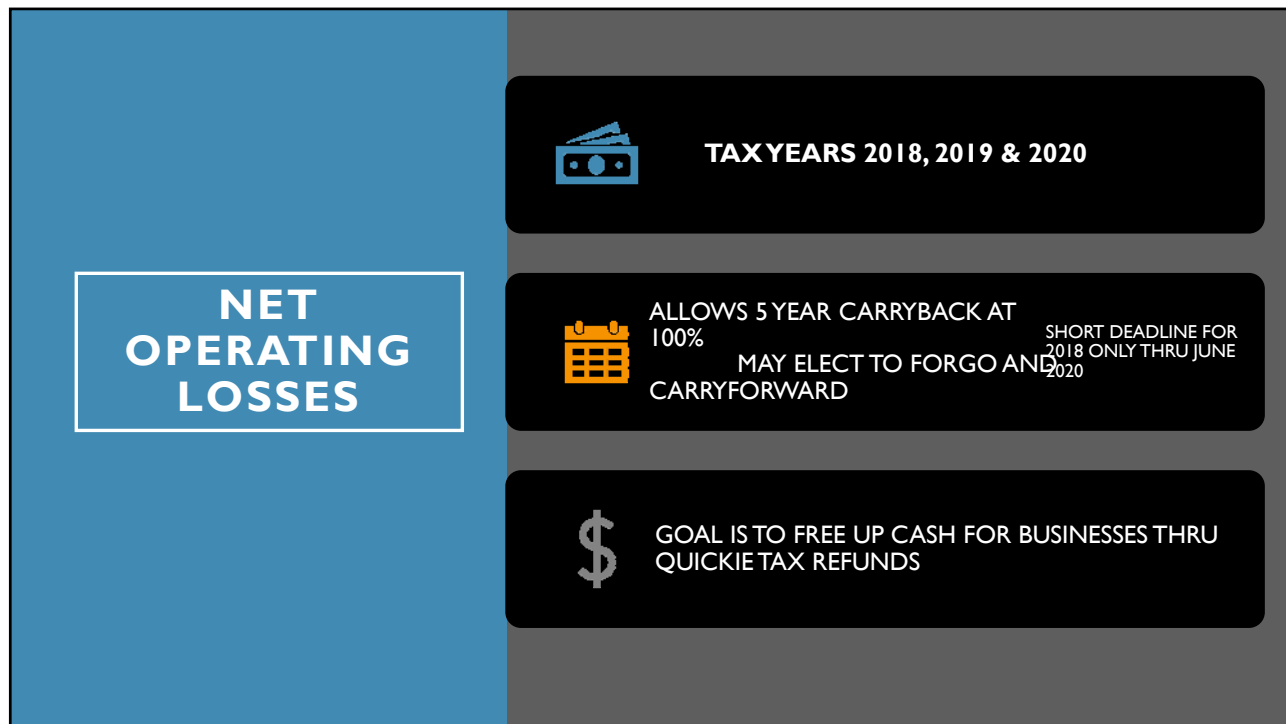 NET
OPERATING
LOSSES
TAX YEARS 2018, 2019 & 2020
ALLOWS 5 YEAR CARRYBACK AT
100%
MAY ELECT TO FORGO AND
CARRYFORWARD
SHORT DEADLINE FOR
2018 ONLY THRU JUNE
2020
GOAL IS TO FREE UP CASH FOR BUSINESSES THRU
QUICKIE TAX REFUNDS